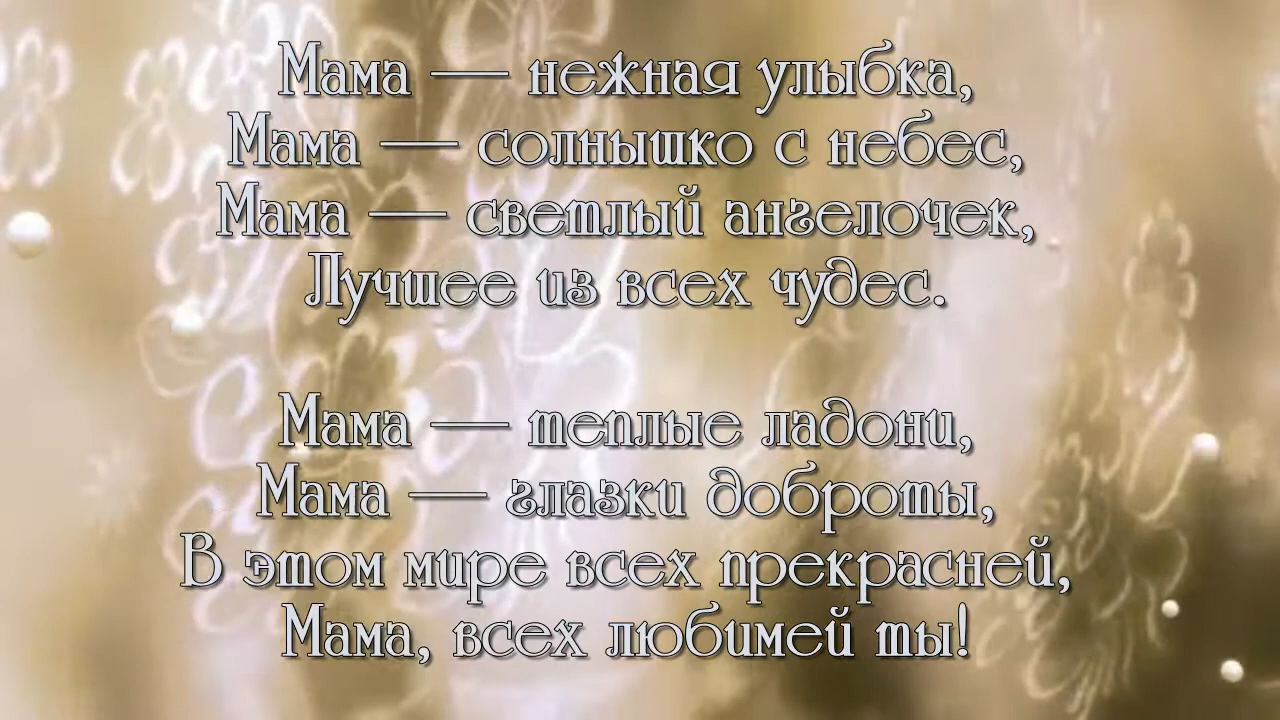 Мама — нежная улыбка,
Мама — солнышко с небес,
Мама — светлый ангелочек,
Лучшее из всех чудес.
Мама — теплые ладони,
Мама — глазки доброты,
В этом мире всех прекрасней,
Мама, всех любимей ты!